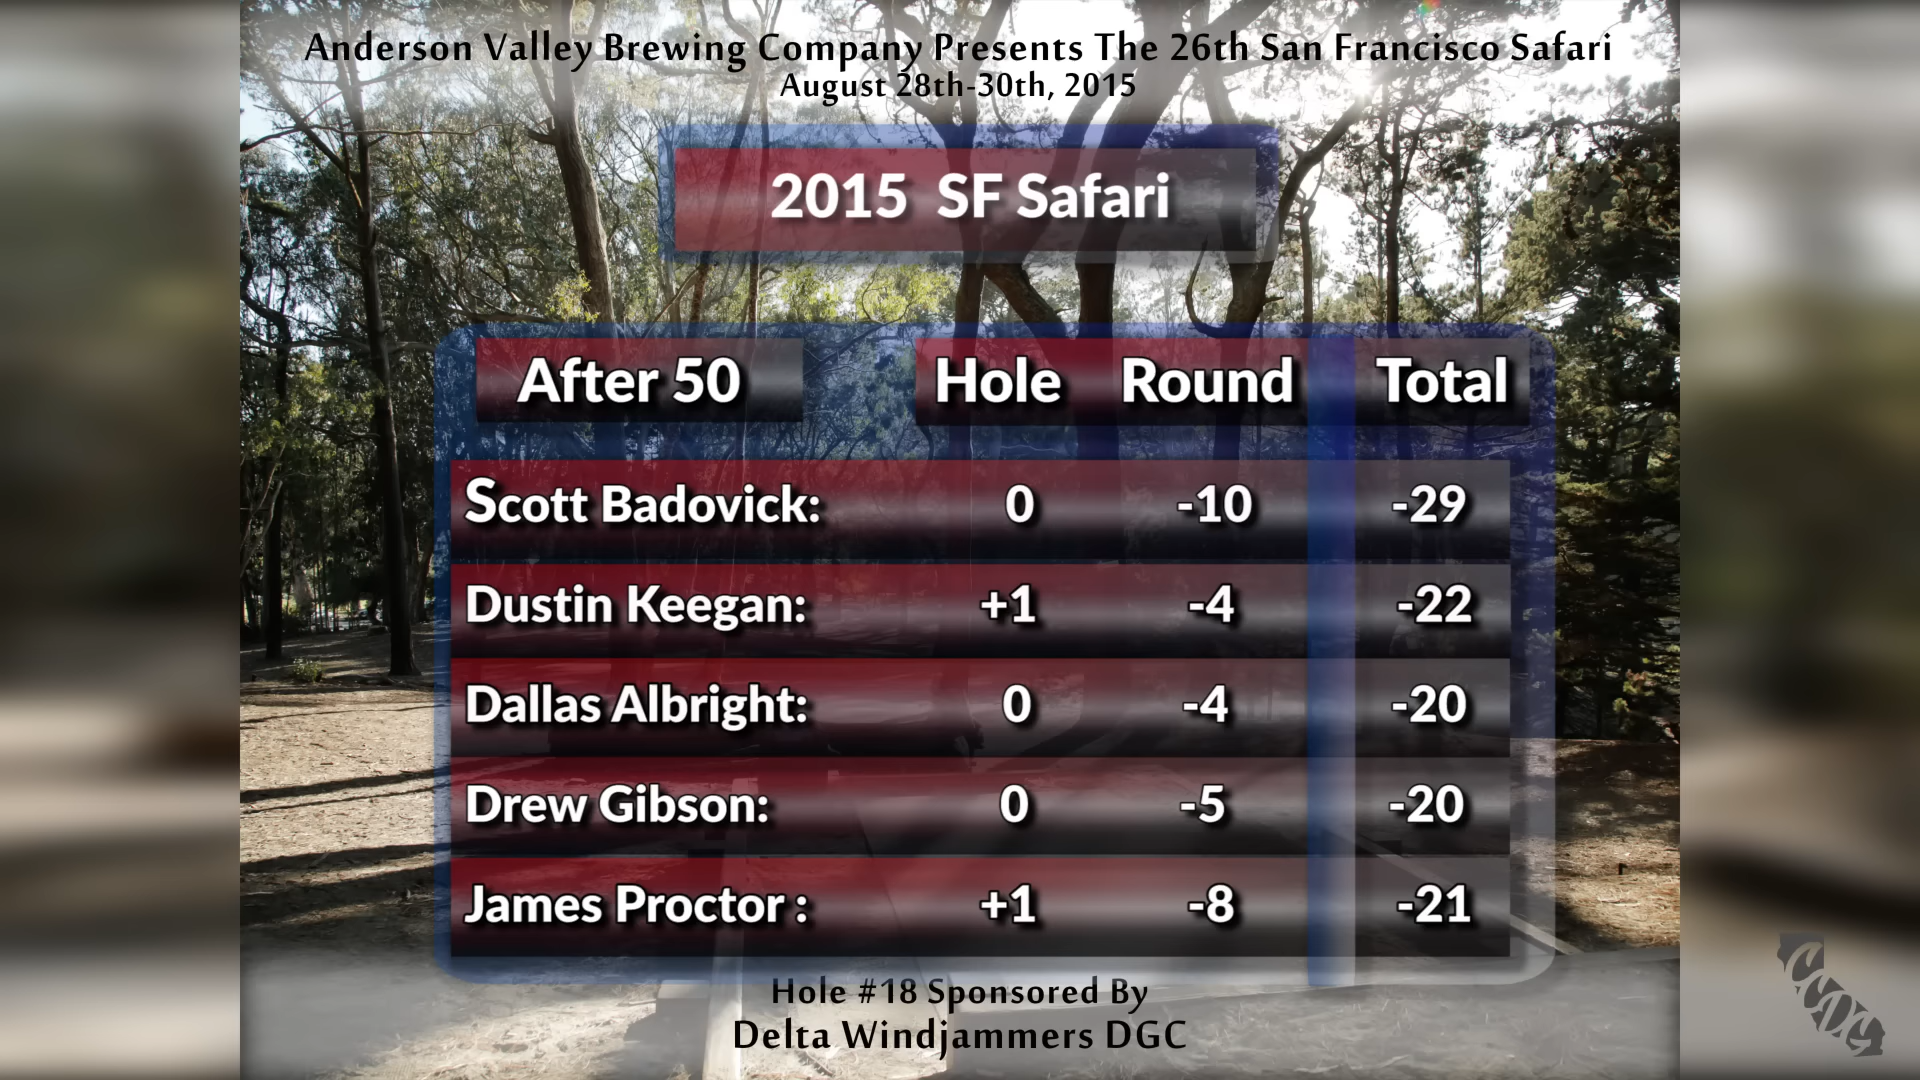 Anderson Valley Brewing Company Presents The 26th San Francisco Safari
August 28th-30th, 2015
2015 SF Safari
After 50 Hole Round Total
Scott Badovick: 0 -10 -29
Dustin Keegan: +1 -4 -22
Dallas Albright: 0 -4 -20
Drew Gibson: 0 -5 -20
James Proctor : +1 -8 -21
Hole #18 Sponsored By
Delta Windjammers DGC